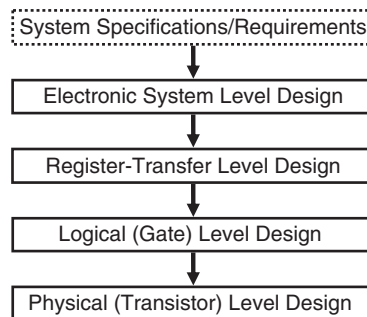 System Specifications/Requirements
Electronic System Level Design
Register-Transfer Level Design
Logical (Gate) Level Design
Physical (Transistor) Level Design